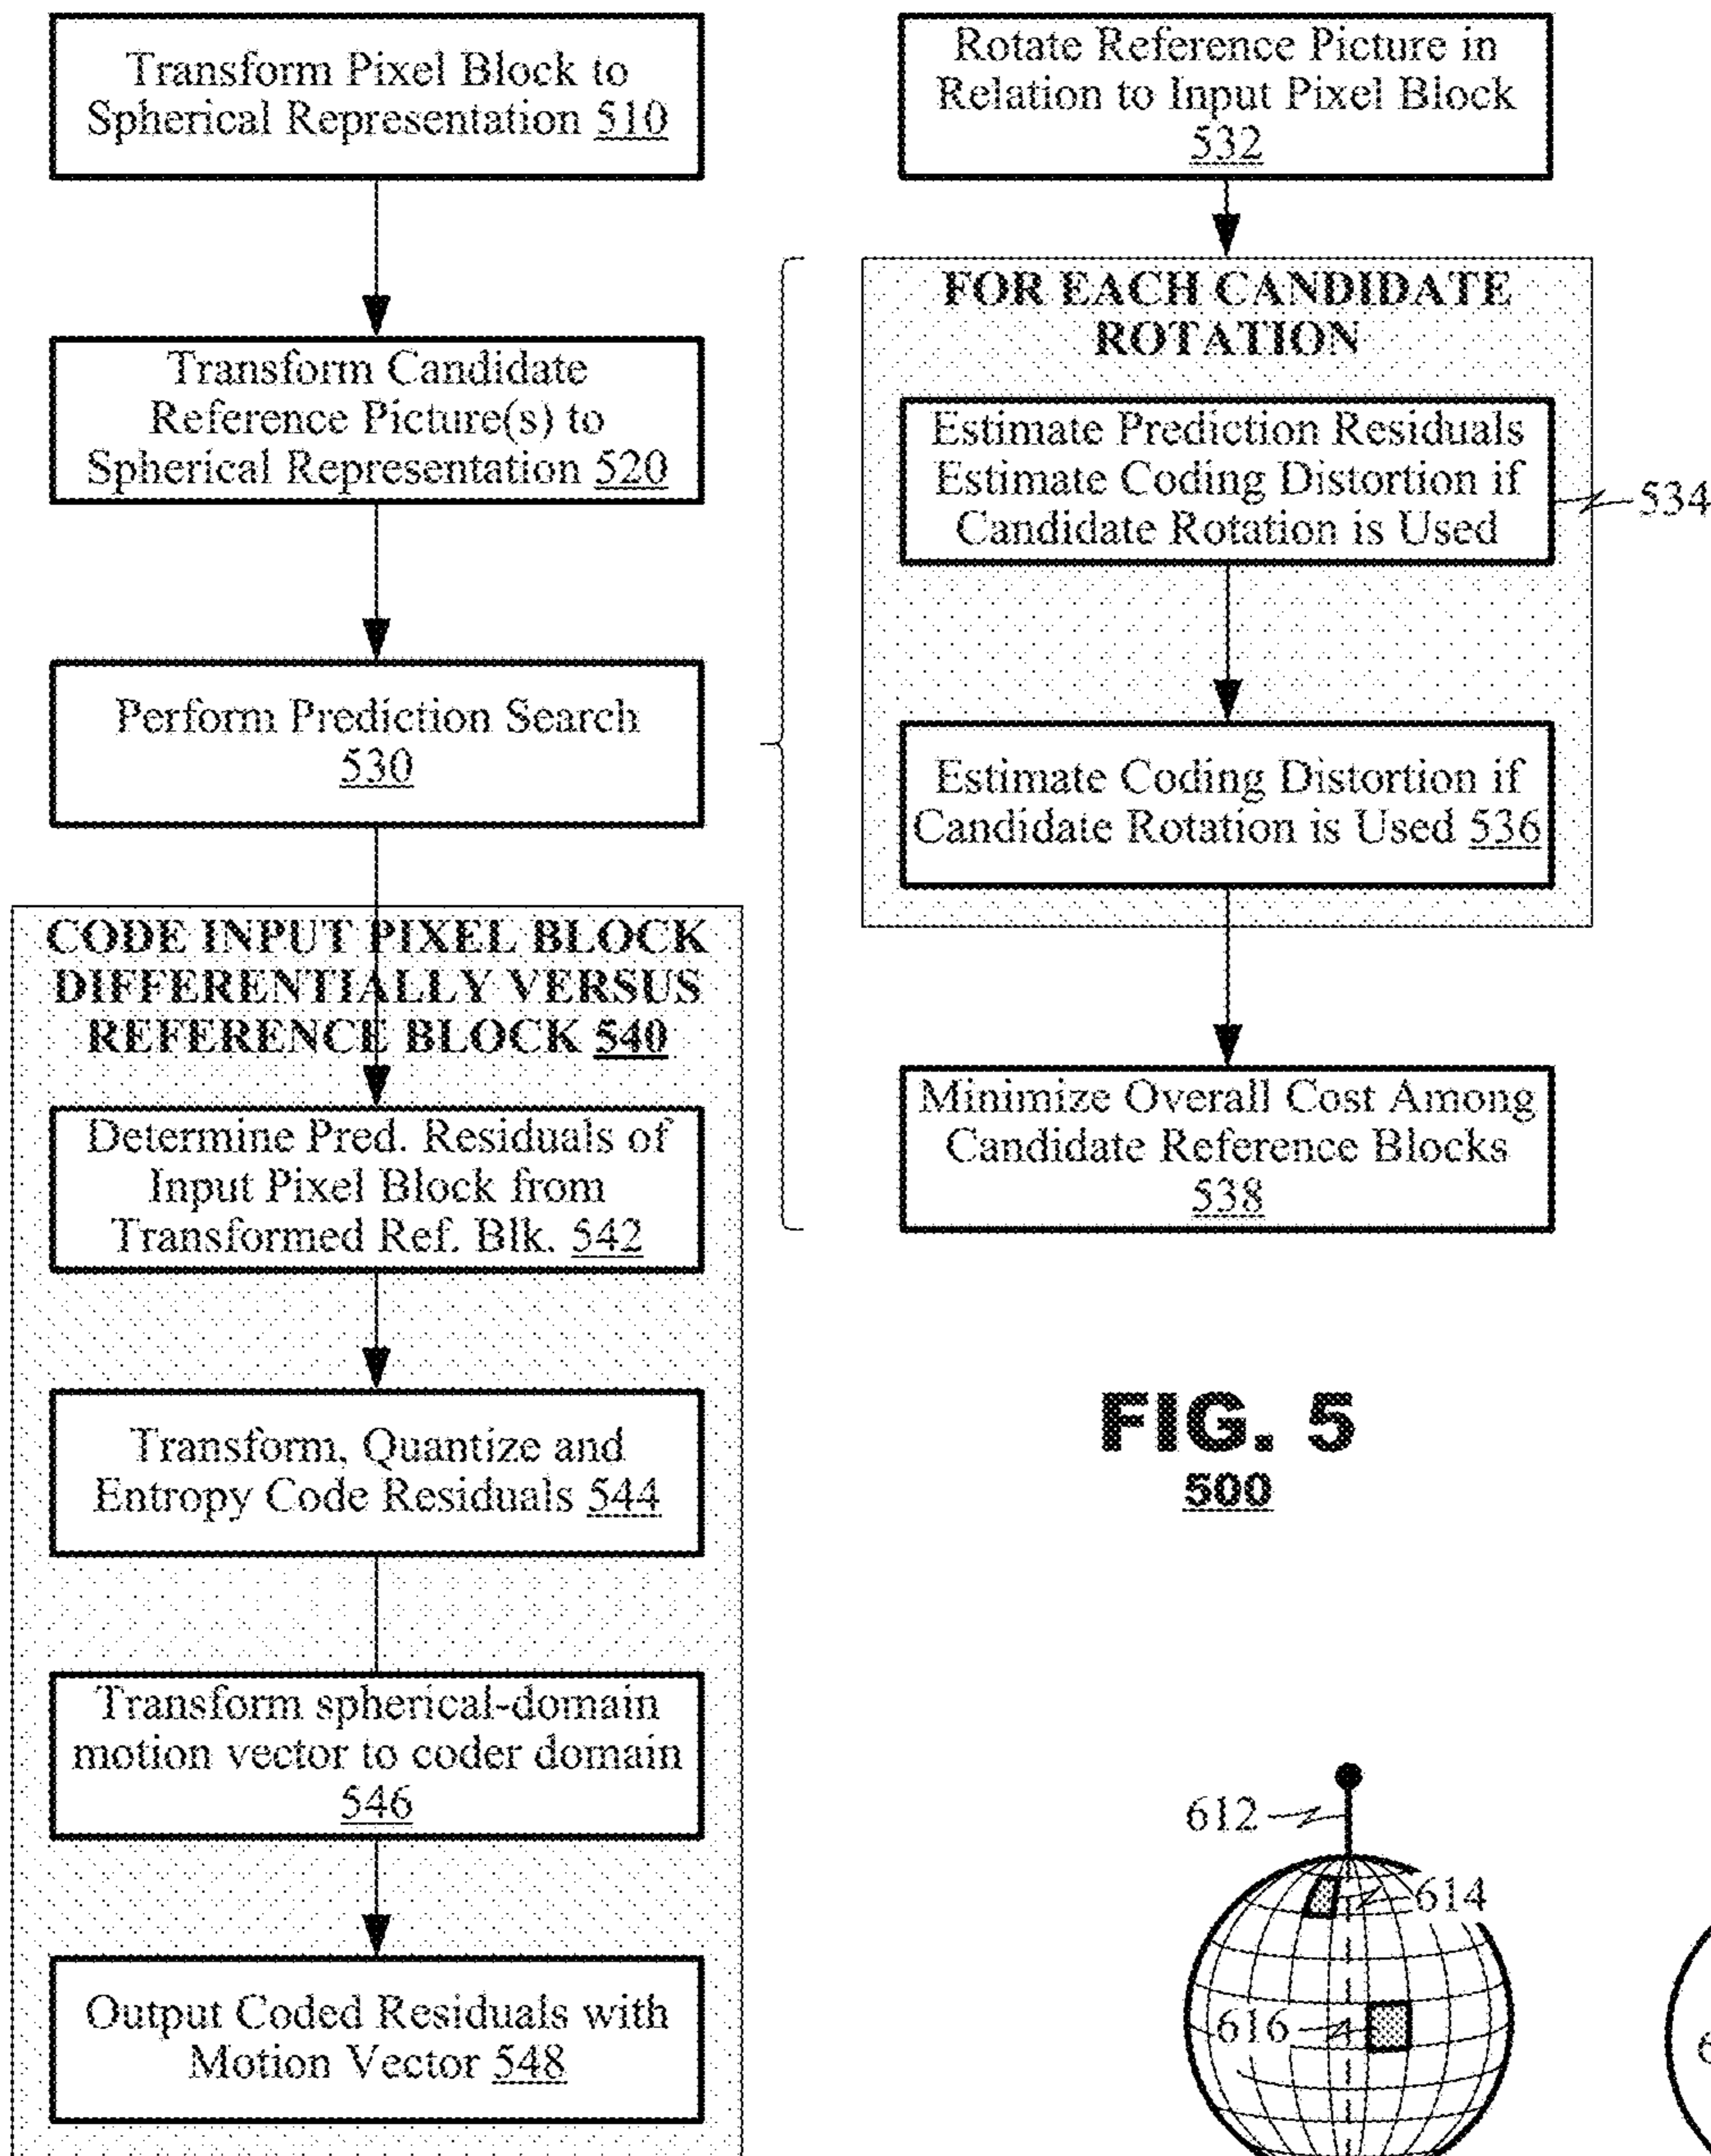 Transform Pixel Block to
Spherical Representation 510
Transform Candidate
Reference Picture(s) to
Spherical Representation 520
Perform Prediction Search
530
CODE INPUT PIXEL BLOCK
DIFFERENTIALLY VERSUS
REFERENCE BLOCK 540
Determine Pred. Residuals of
Input Pixel Block from
Transformed Ref. Blk. 542
Transform, Quantize and
Entropy Code Residuals 544
Transform spherical-domain
motion vector to coder domain
546
Output Coded Residuals with
Motion Vector 548
Rotate Reference Picture in
Relation to Input Pixel Block
532
FOR EACH CANDIDATE
ROTATION
Estimate Prediction Residuals
Estimate Coding Distortion if
Candidate Rotation is Used
534
Estimate Coding Distortion if
Candidate Rotation is Used 536
Minimize Overall Cost Among
Candidate Reference Blocks
538
FIG. 5
500
612
614
616